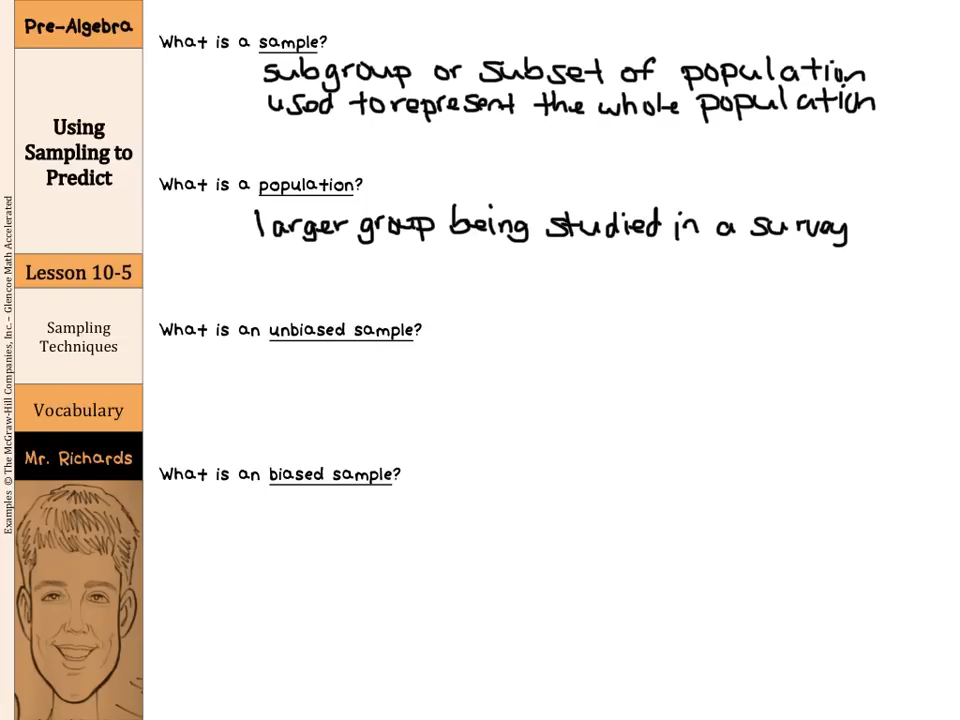 Pre-Algebra
Using
Sampling to
Predict
Lesson 10-5
Sampling
Techniques
Vocabulary
Mr. Richards
Examples © The McGraw-Hill Companies, Inc. – Glencoe Math Accelerated
What is a sample?
subgroup or subset of population
used to represent the whole population
What is a population?
larger group being studied in a survey
What is an unbiased sample?
What is an biased sample?